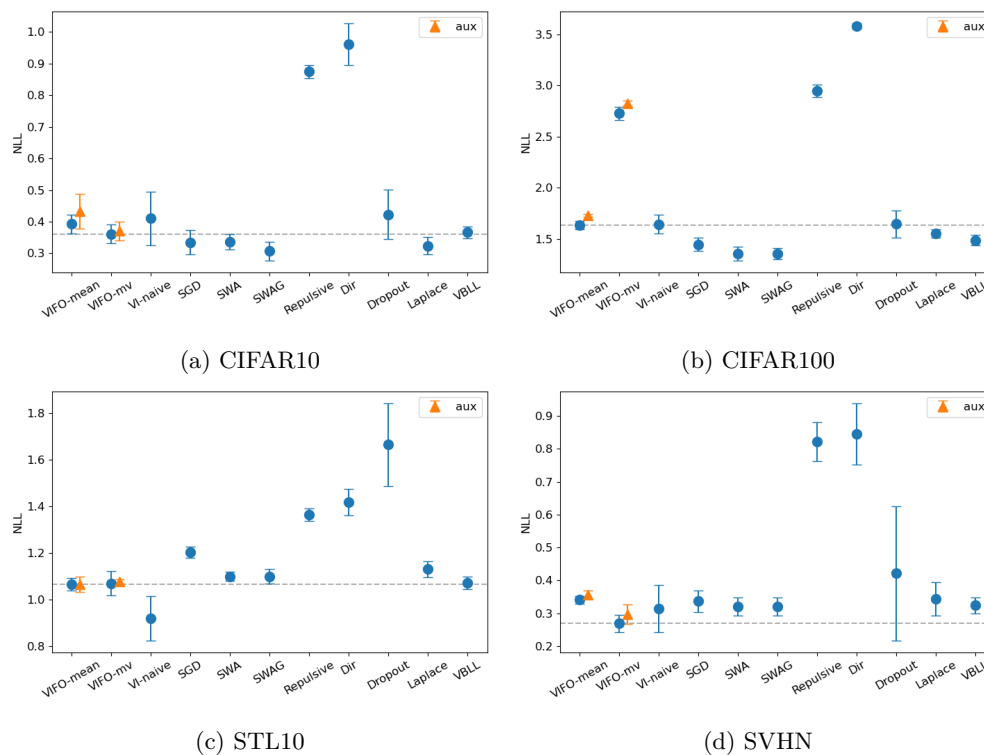 aux
NLL
1.0
0.9
0.8
0.7
0.6
0.5
0.4
0.3
VIFO-mean
VIFO-mv
VI-naive
SGD
SWA
SWAG
Repulsive
Dir
Dropout
Laplace
VBLL
(a) CIFAR10
aux
NLL
3.5
3.0
2.5
2.0
1.5
VIFO-mean
VIFO-mv
VI-naive
SGD
SWA
SWAG
Repulsive
Dir
Dropout
Laplace
VBLL
(b) CIFAR100
aux
NLL
1.8
1.6
1.4
1.2
1.0
0.8
VIFO-mean
VIFO-mv
VI-naive
SGD
SWA
SWAG
Repulsive
Dir
Dropout
Laplace
VBLL
(c) STL10
aux
NLL
0.9
0.8
0.7
0.6
0.5
0.4
0.3
0.2
VIFO-mean
VIFO-mv
VI-naive
SGD
SWA
SWAG
Repulsive
Dir
Dropout
Laplace
VBLL
(d) SVHN